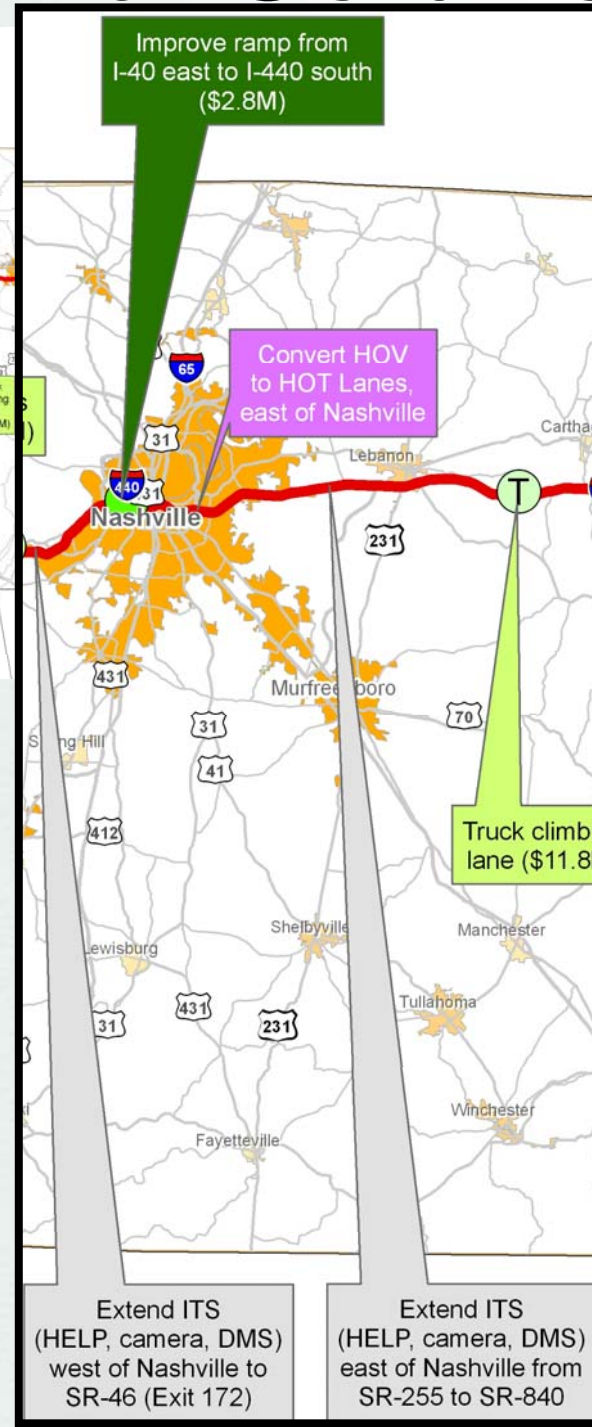 Improve ramp from
I-40 east to I-440 south
($2.8M)
65
Convert HOV
to HOT Lanes,
east of Nashville
31
Lebanon
440
31
T
Nashville
231
431
Murfreesboro
31
70
41
412
Truck climb
lane ($11.8
Shelbyville
Manchester
Lewisburg
Tullahoma
431
31
231
Winchester
Fayetteville
Extend ITS
(HELP, camera, DMS)
west of Nashville to
SR-46 (Exit 172)
Extend ITS
(HELP, camera, DMS)
east of Nashville from
SR-255 to SR-840